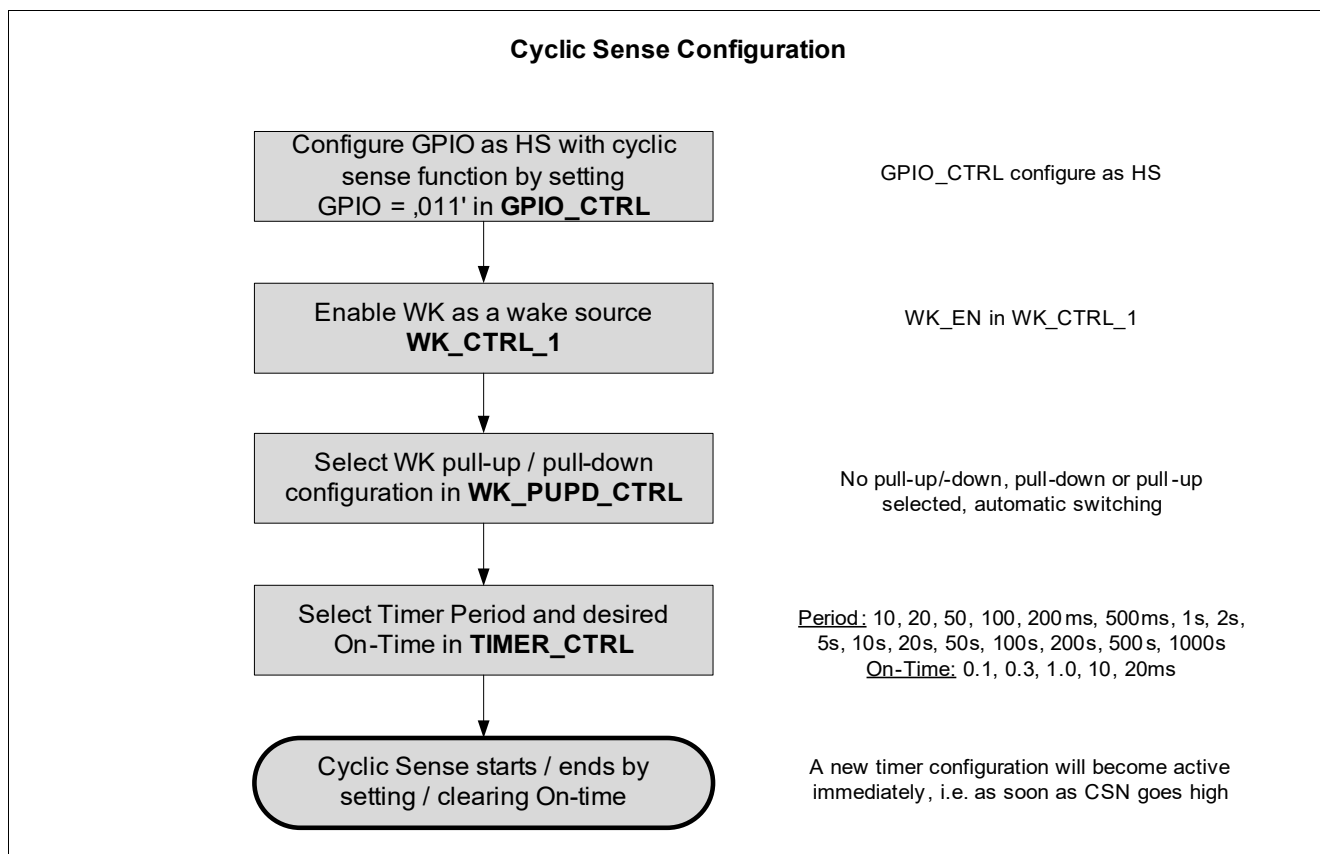 Cyclic Sense Configuration
Configure GPIO as HS with cyclic
sense function by setting
GPIO = ‚011' in GPIO_CTRL
GPIO_CTRL configure as HS
Enable WK as a wake source
WK_CTRL_1
WK_EN in WK_CTRL_1
Select WK pull-up / pull-down
configuration in WK_PUPD_CTRL
No pull-up/-down, pull-down or pull-up
selected, automatic switching
Select Timer Period and desired
On-Time in TIMER_CTRL
Period: 10, 20, 50, 100, 200ms, 500ms, 1s, 2s,
5s, 10s, 20s, 50s, 100s, 200s, 500s, 1000s
On-Time: 0.1, 0.3, 1.0, 10, 20ms
Cyclic Sense starts / ends by
setting / clearing On-time
A new timer configuration will become active
immediately, i.e. as soon as CSN goes high